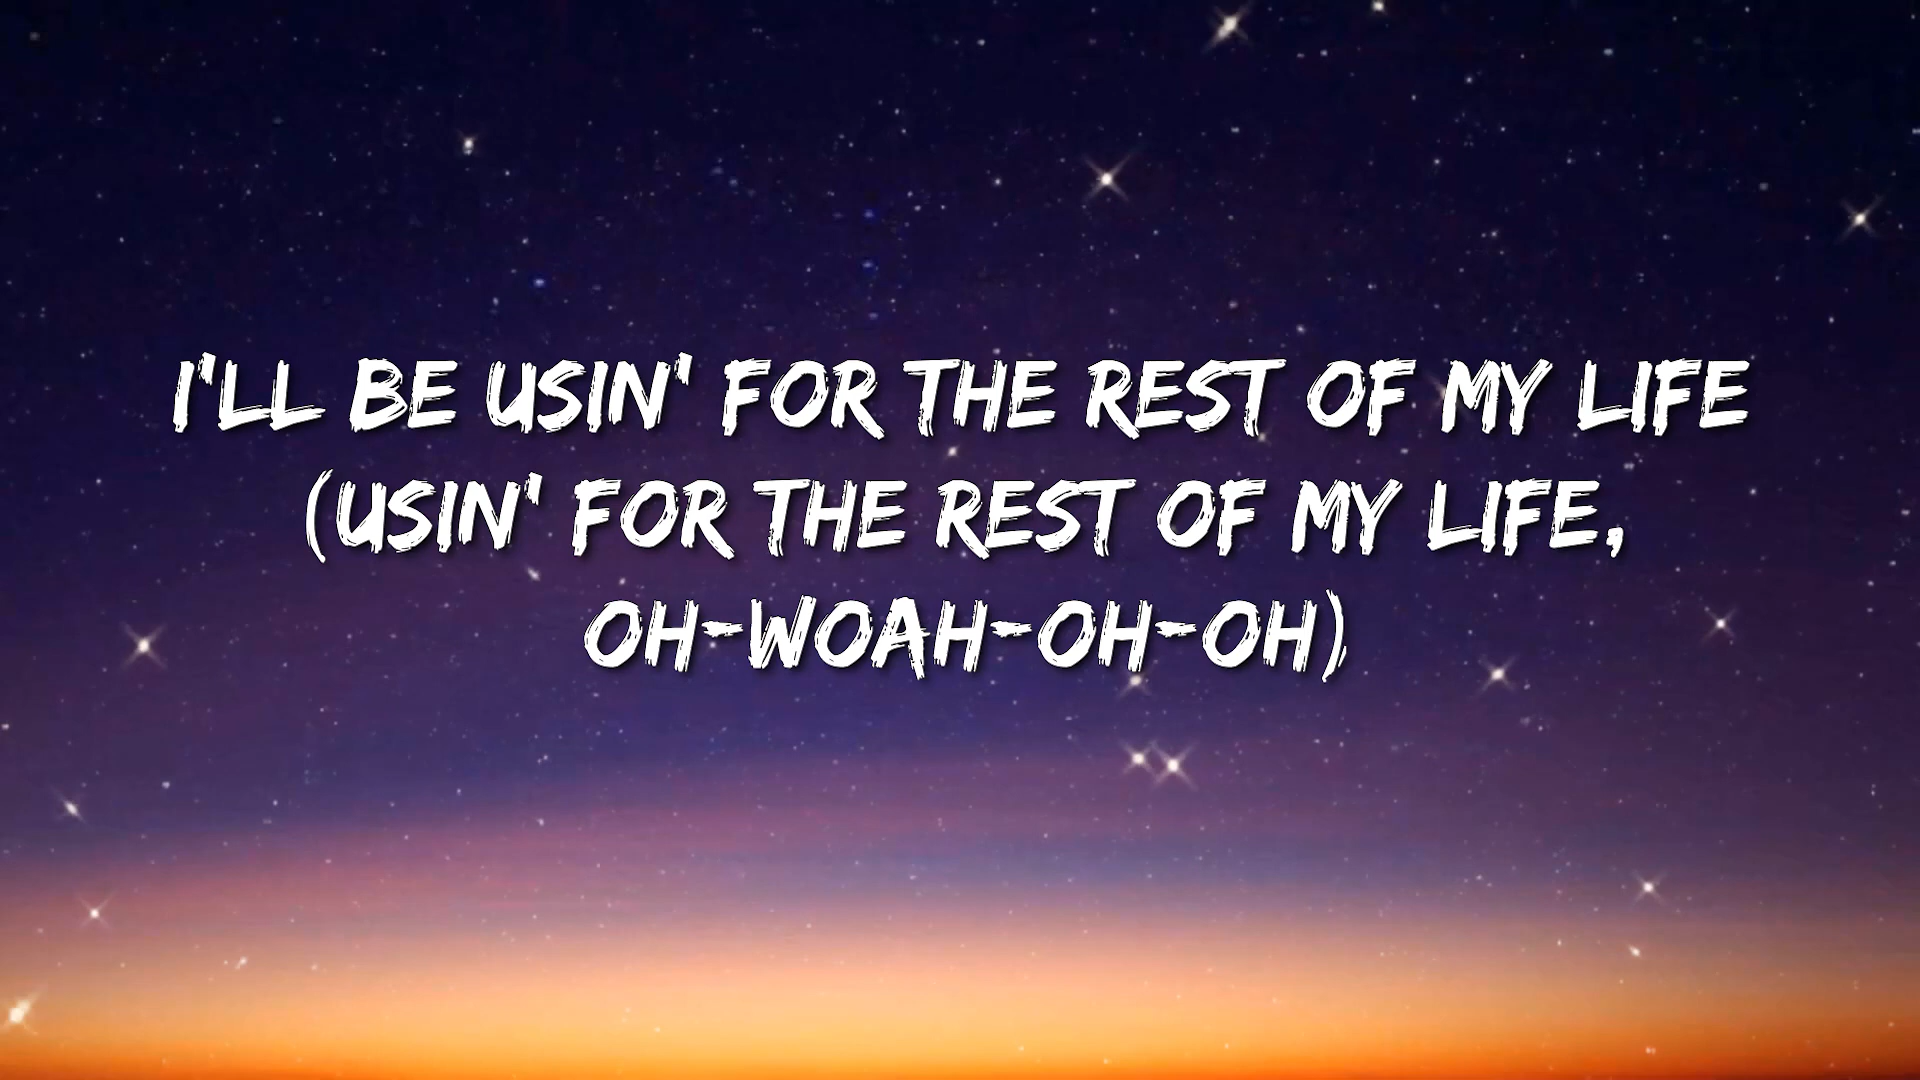 I'LL BE USIN' FOR THE REST OF MY LIFE
(USIN' FOR THE REST OF MY LIFE,
OH-WOAH-OH-OH)